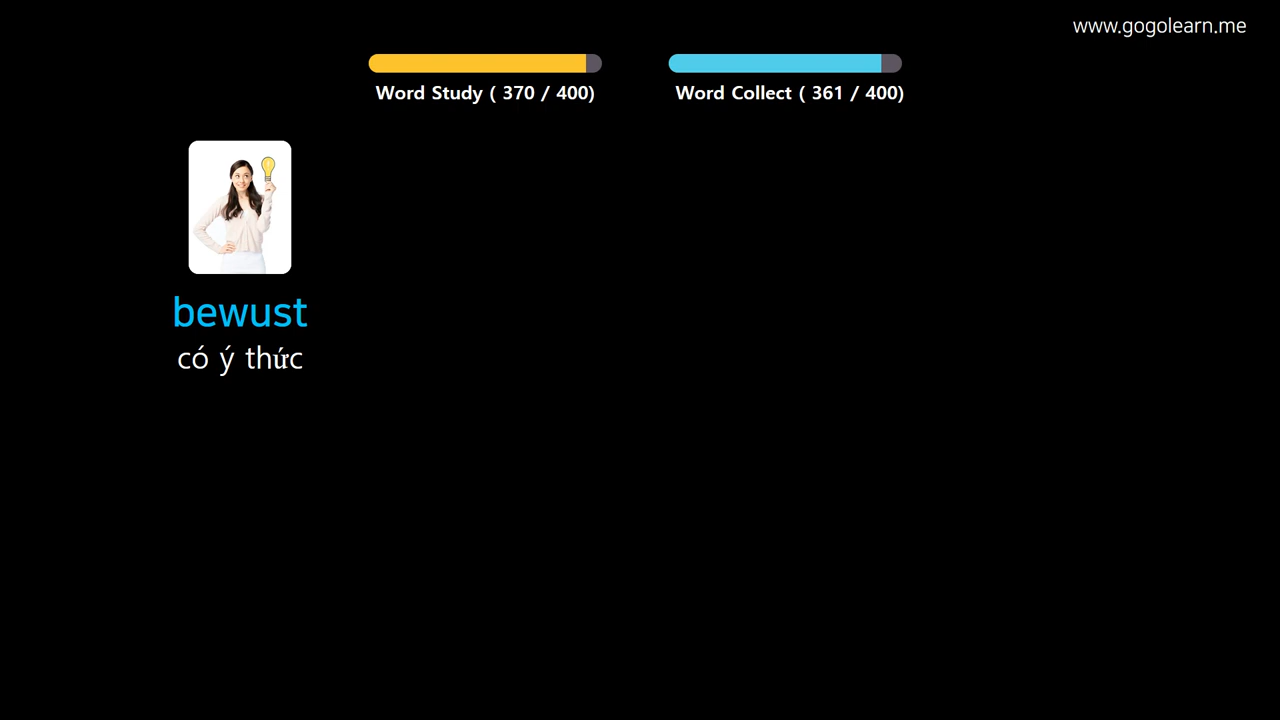 www.gogolearn.me
Word Study ( 370 / 400)
Word Collect ( 361 / 400)
bewust
có ý thức